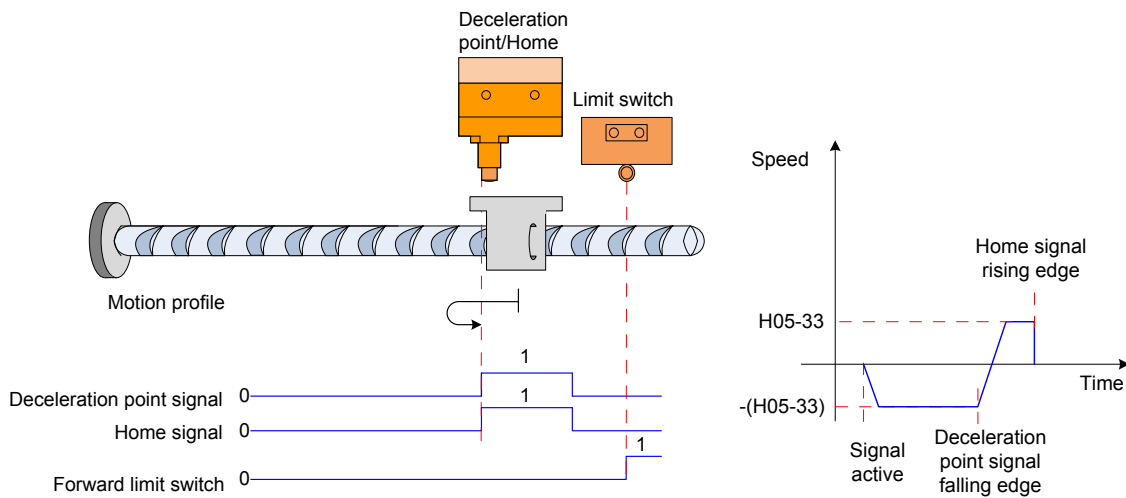 Deceleration
point/Home
Limit switch
Motion profile
1
Deceleration point signal
0
1
Home signal
0
1
Forward limit switch
0
Speed
Home signal
rising edge
H05-33
Time
-(H05-33)
Signal
active
Deceleration
point signal
falling edge